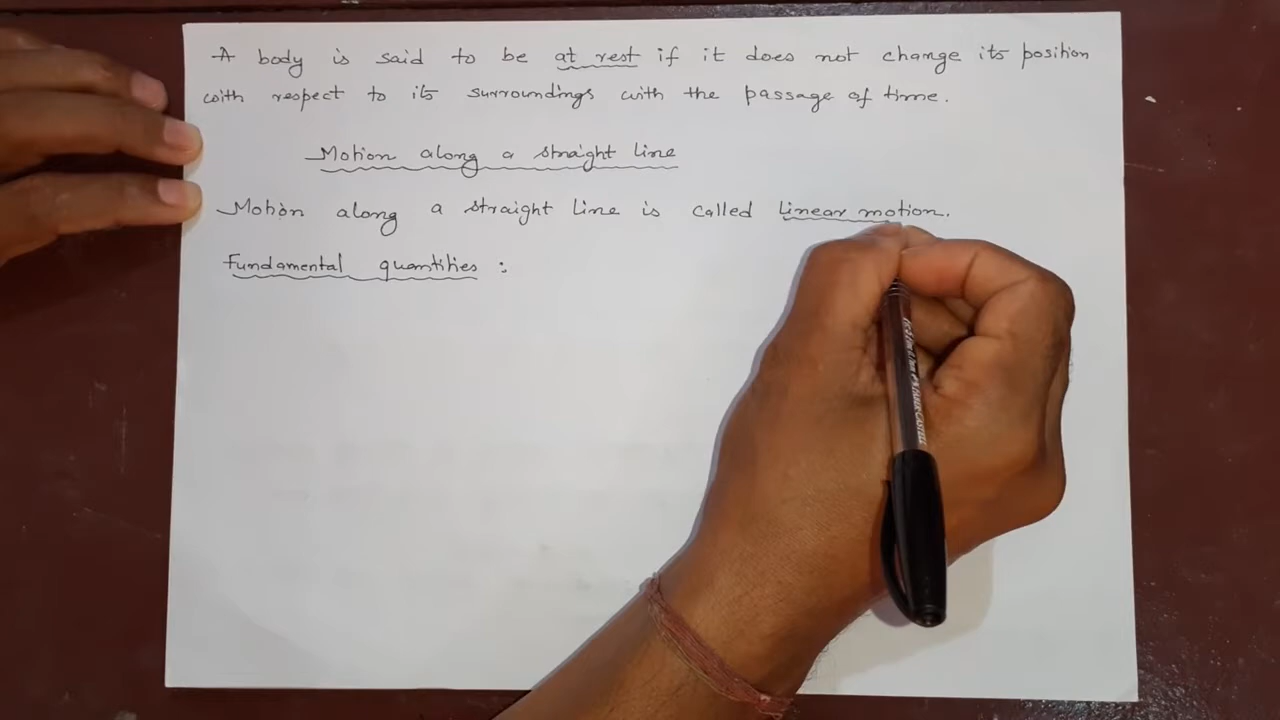 A body is said to be at rest if it does not change its position
with respect to its surroundings with the passage of time.
Motion along a straight line
Motion along a straight line is called linear motion.
Fundamental quantities :
FABER-CASTELL